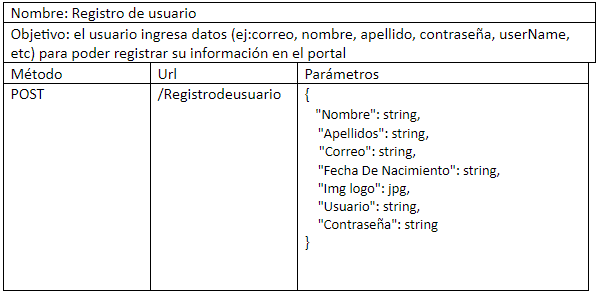 Nombre: Registro de usuario
Objetivo: el usuario ingresa datos (ej:correo, nombre, apellido, contraseña, userName,
etc) para poder registrar su información en el portal
Método Url Parámetros
POST /Registrodeusuario {
"Nombre": string,
"Apellidos": string,
"Correo": string,
"Fecha De Nacimiento": string,
"Img logo": jpg,
"Usuario": string,
"Contraseña": string
}